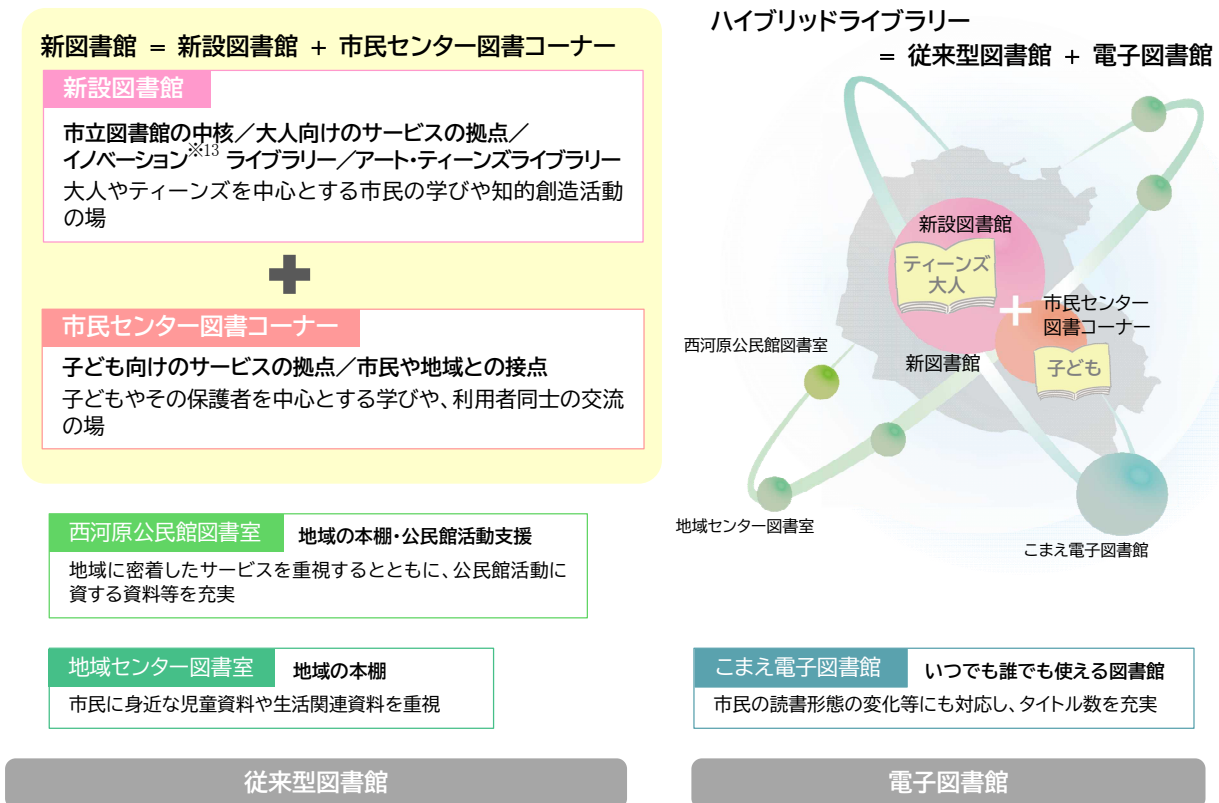 新図書館 = 新設図書館 + 市民センター図書コーナー
新設図書館
市立図書館の中核／大人向けのサービスの拠点／
イノベーション※13 ライブラリー／アート・ティーンズライブラリー
大人やティーンズを中心とする市民の学びや知的創造活動
の場
+
市民センター図書コーナー
子ども向けのサービスの拠点／市民や地域との接点
子どもやその保護者を中心とする学びや、利用者同士の交流
の場
西河原公民館図書室
地域の本棚・公民館活動支援
地域に密着したサービスを重視するとともに、公民館活動に
資する資料等を充実
地域センター図書室
地域の本棚
市民に身近な児童資料や生活関連資料を重視
従来型図書館
ハイブリッドライブラリー
= 従来型図書館 + 電子図書館
新設図書館
ティーンズ
大人
+
市民センター
図書コーナー
西河原公民館図書室
新図書館
子ども
地域センター図書室
こまえ電子図書館
こまえ電子図書館
いつでも誰でも使える図書館
市民の読書形態の変化等にも対応し、タイトル数を充実
電子図書館